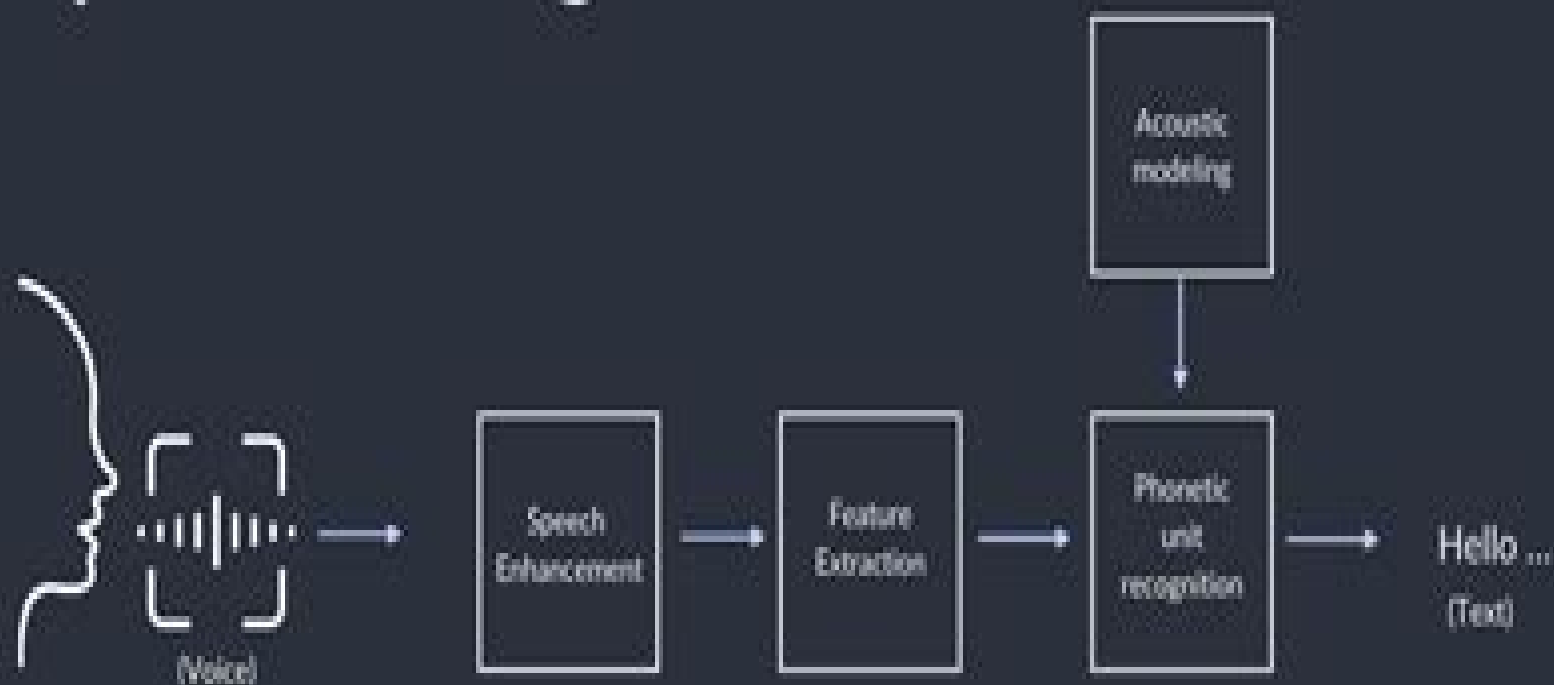 Acoustic
modeling
Speech
Enhancement
Feature
Extraction
Phonetic
unit
recognition
Hello ...
(Text)
(Voice)